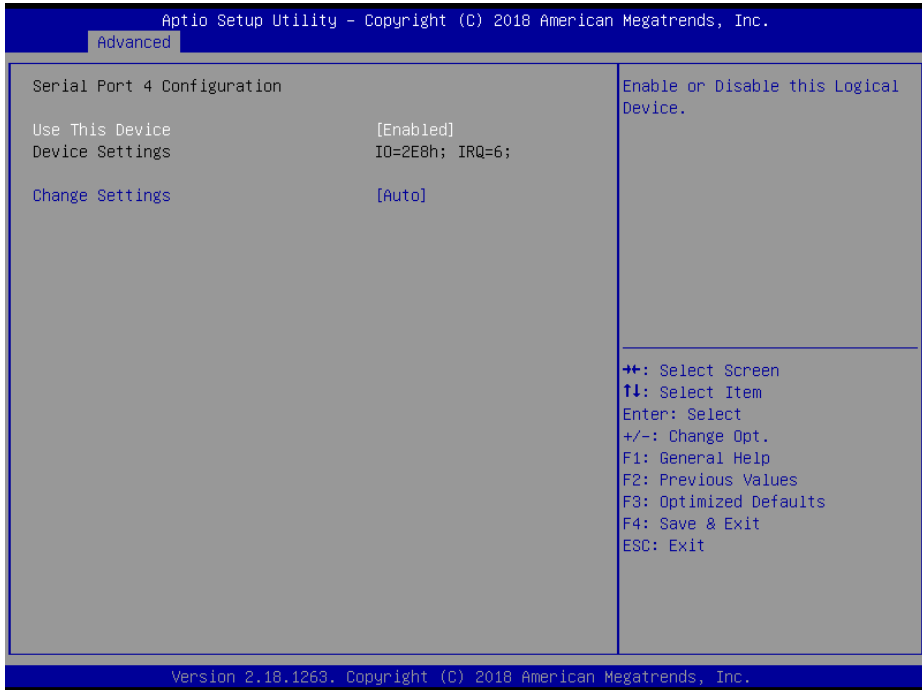 Aptio Setup Utility – Copyright (C) 2018 American Megatrends, Inc.
Advanced
Serial Port 4 Configuration
Use This Device [Enabled]
Device Settings IO=2E8h; IRQ=6;
Change Settings [Auto]
Enable or Disable this Logical
Device.
→←: Select Screen
↑↓: Select Item
Enter: Select
+/-: Change Opt.
F1: General Help
F2: Previous Values
F3: Optimized Defaults
F4: Save & Exit
ESC: Exit
Version 2.18.1263. Copyright (C) 2018 American Megatrends, Inc.